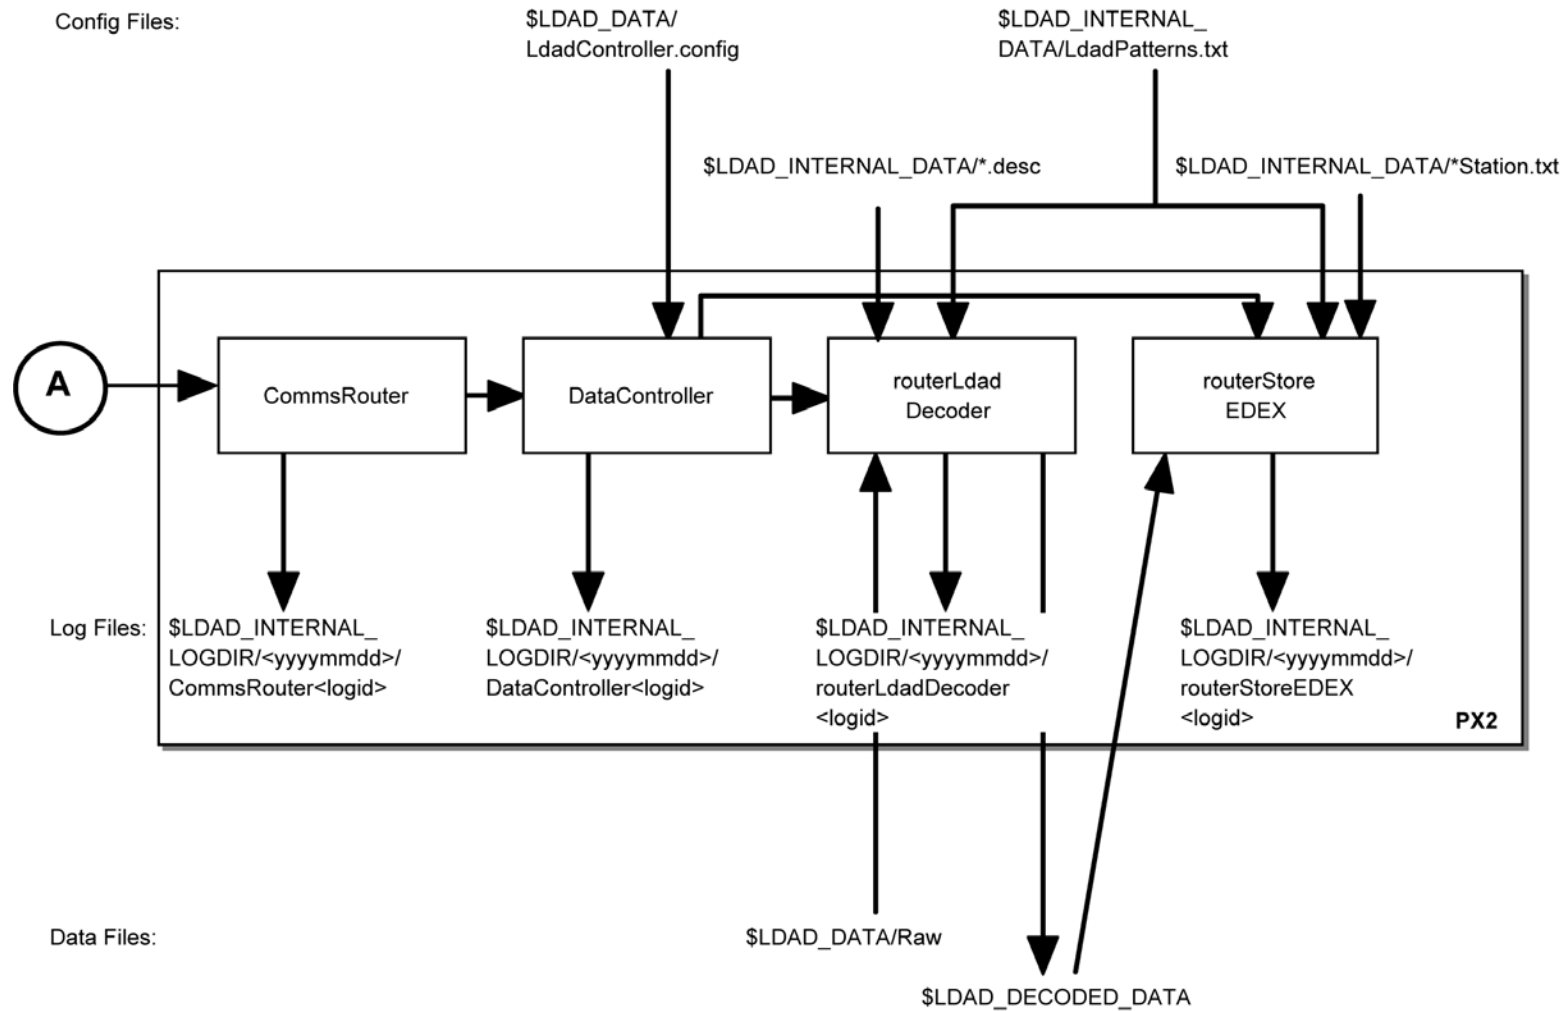 Config Files:
$LDAD_DATA/
LdadController.config
$LDAD_INTERNAL_
DATA/LdadPatterns.txt
$LDAD_INTERNAL_DATA/*.desc
$LDAD_INTERNAL_DATA/*Station.txt
A
CommsRouter
DataController
routerLdad
Decoder
routerStore
EDEX
Log Files:
$LDAD_INTERNAL_
LOGDIR/<yyyymmdd>/
CommsRouter<logid>
$LDAD_INTERNAL_
LOGDIR/<yyyymmdd>/
DataController<logid>
$LDAD_INTERNAL_
LOGDIR/<yyyymmdd>/
routerLdadDecoder
<logid>
$LDAD_INTERNAL_
LOGDIR/<yyyymmdd>/
routerStoreEDEX
<logid>
PX2
Data Files:
$LDAD_DATA/Raw
$LDAD_DECODED_DATA